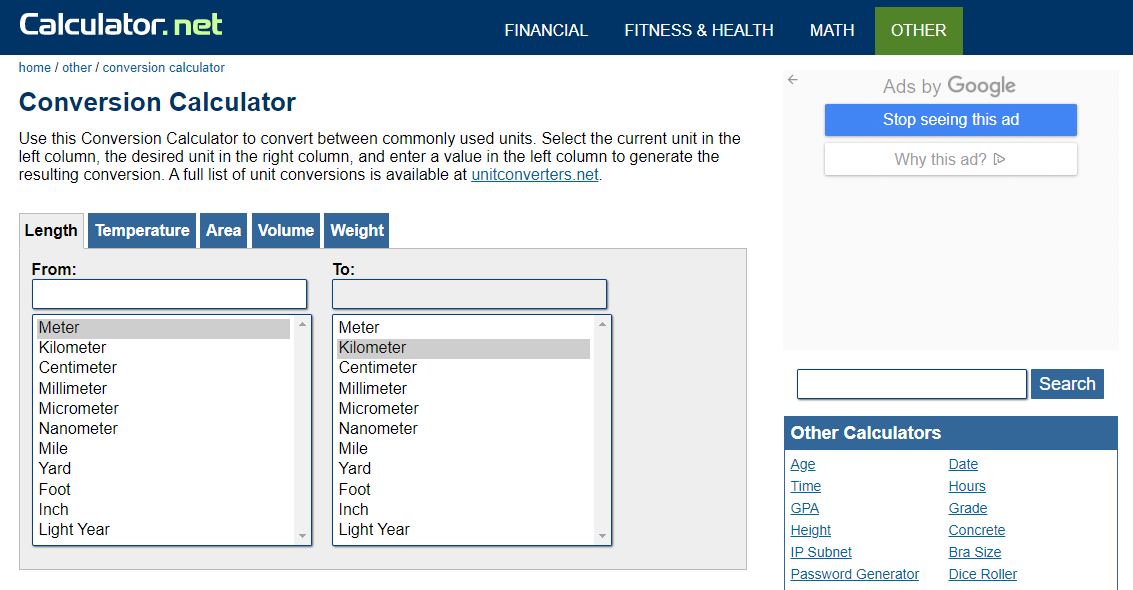 Calculator.net
FINANCIAL FITNESS & HEALTH MATH OTHER
home / other / conversion calculator
Conversion Calculator
Use this Conversion Calculator to convert between commonly used units. Select the current unit in the
left column, the desired unit in the right column, and enter a value in the left column to generate the
resulting conversion. A full list of unit conversions is available at unitconverters.net.
Length Temperature Area Volume Weight
From:
Meter
Kilometer
Centimeter
Millimeter
Micrometer
Nanometer
Mile
Yard
Foot
Inch
Light Year
To:
Meter
Kilometer
Centimeter
Millimeter
Micrometer
Nanometer
Mile
Yard
Foot
Inch
Light Year
Ads by Google
Stop seeing this ad
Why this ad?
Search
Other Calculators
Age Date
Time Hours
GPA Grade
Height Concrete
IP Subnet Bra Size
Password Generator Dice Roller